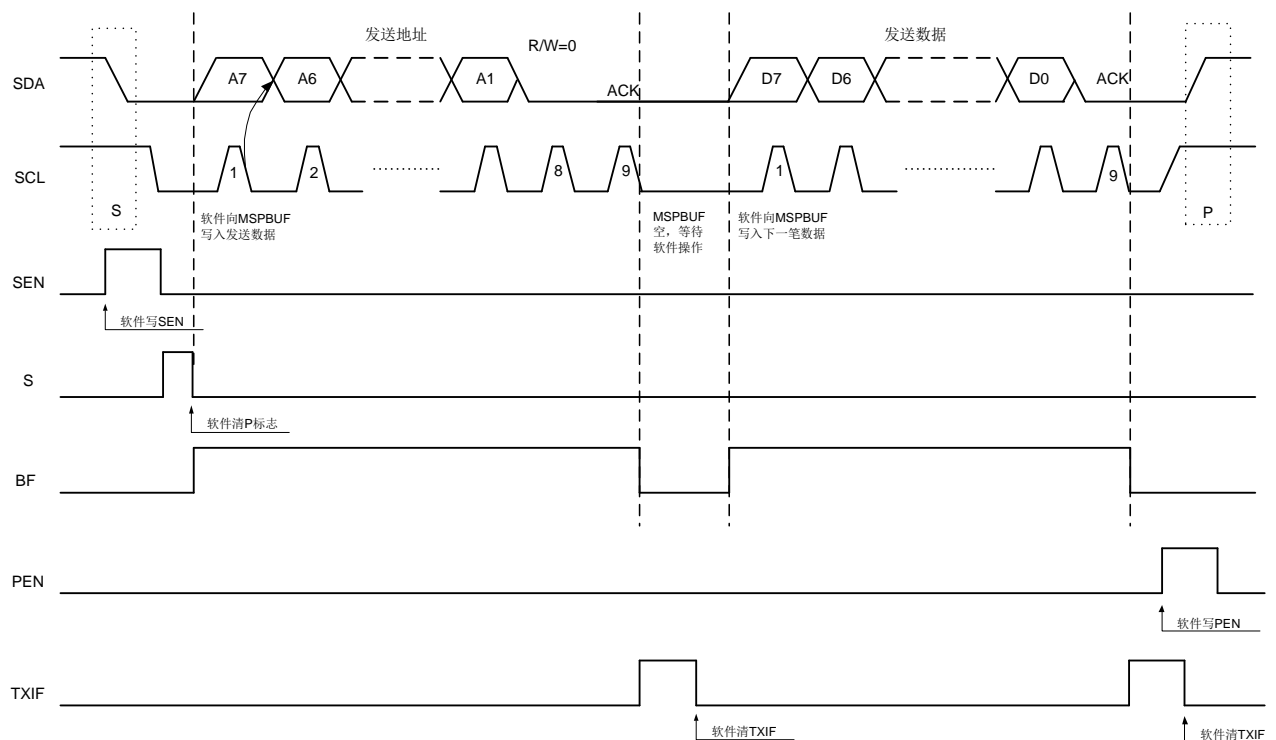 发送地址
R/W=0
发送数据
SDA
A7
A6
A1
ACK
D7
D6
D0
ACK
SCL
1
2
8
9
1
9
S
P
软件向MSPBUF
写入发送数据
MSPBUF
空，等待
软件操作
软件向MSPBUF
写入下一笔数据
SEN
软件写SEN
S
软件清P标志
BF
PEN
软件写PEN
TXIF
软件清TXIF
软件清TXIF